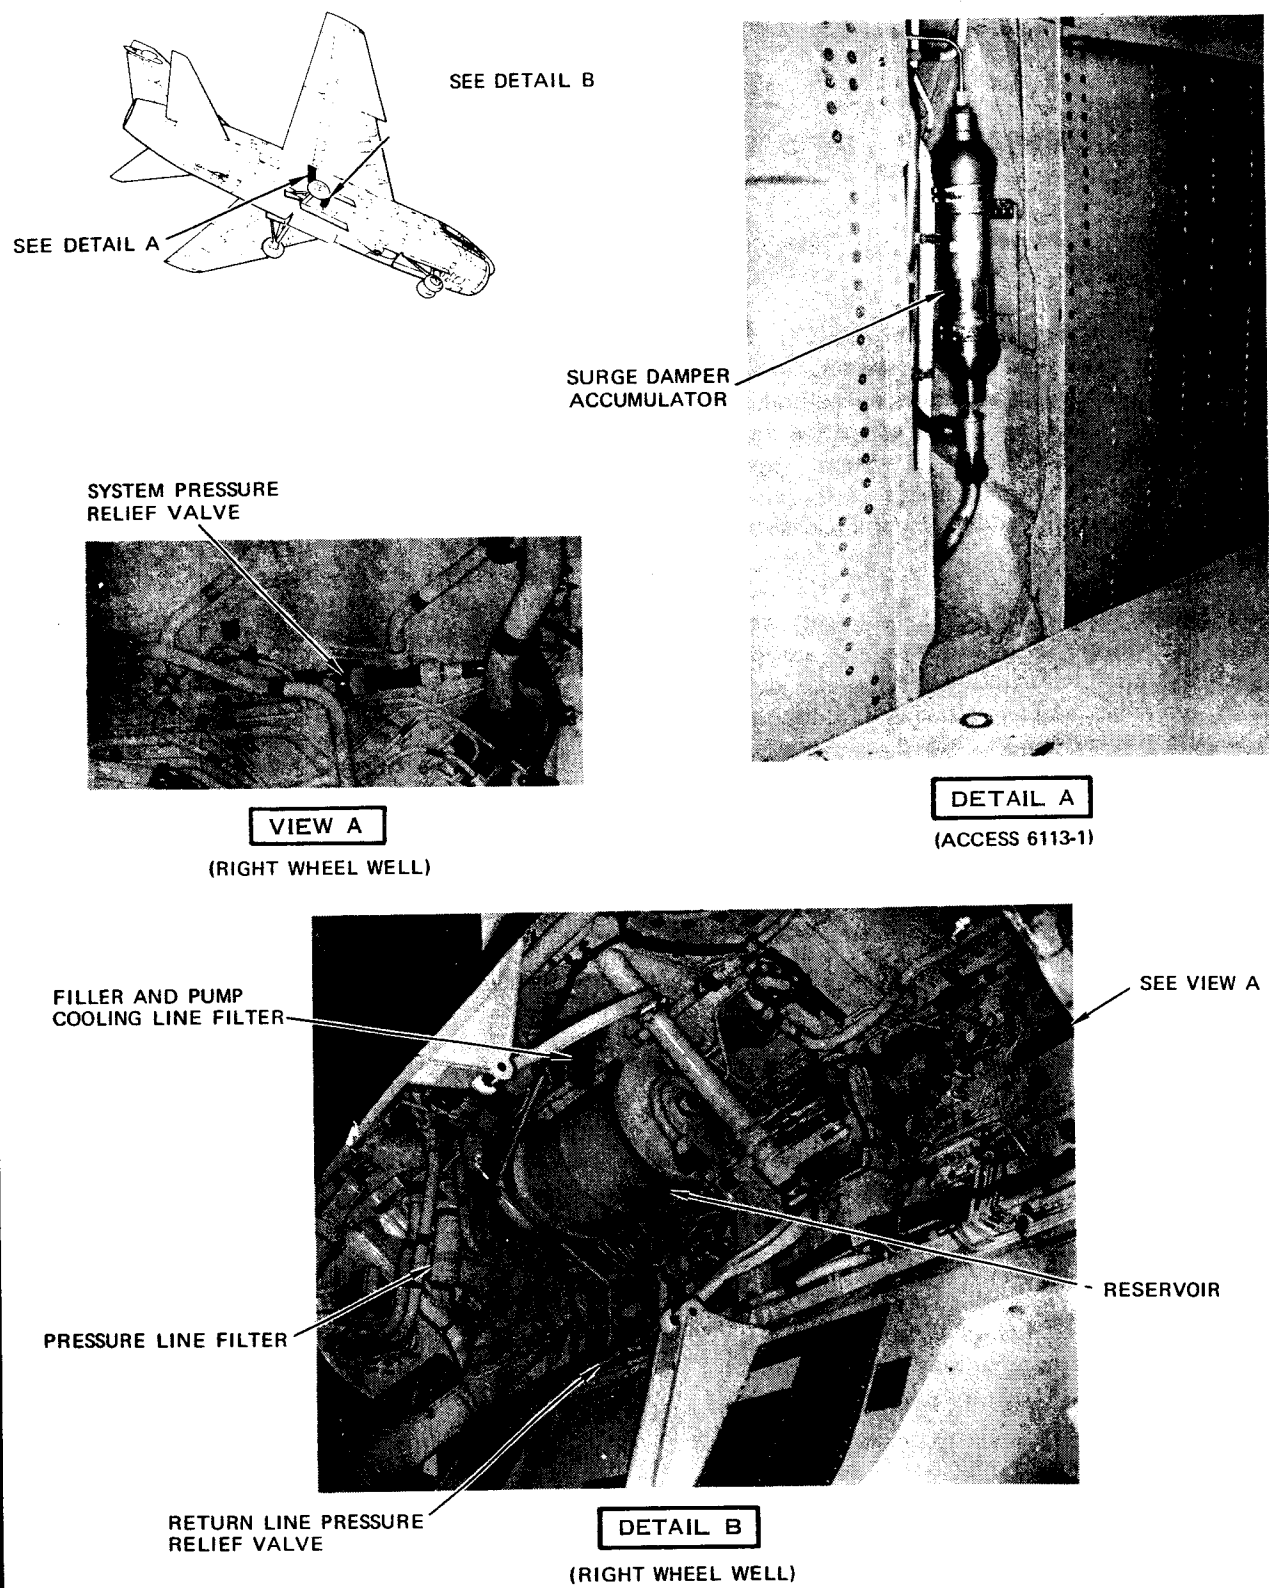 SEE DETAIL B
SEE DETAIL A
SURGE DAMPER
ACCUMULATOR
SYSTEM PRESSURE
RELIEF VALVE
VIEW A
(RIGHT WHEEL WELL)
DETAIL A
(ACCESS 6113-1)
FILLER AND PUMP
COOLING LINE FILTER
SEE VIEW A
RESERVOIR
PRESSURE LINE FILTER
RETURN LINE PRESSURE
RELIEF VALVE
DETAIL B
(RIGHT WHEEL WELL)